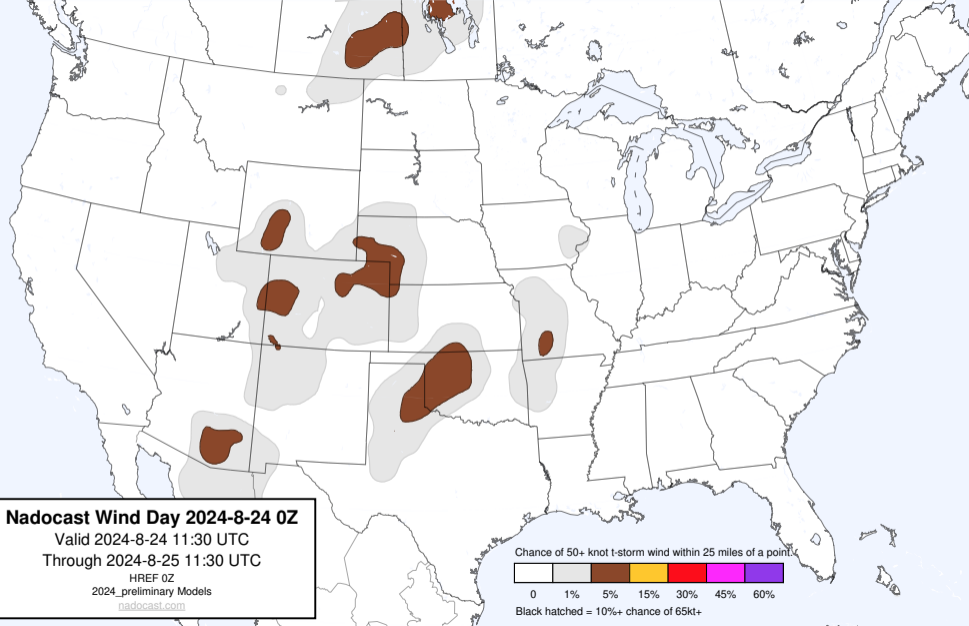 Nadocast Wind Day 2024-8-24 0Z
Valid 2024-8-24 11:30 UTC
Through 2024-8-25 11:30 UTC
HREF 0Z
2024_preliminary Models
nadocast.com
Chance of 50+ knot t-storm wind within 25 miles of a point.
0 1% 5% 15% 30% 45% 60%
Black hatched = 10%+ chance of 65kt+